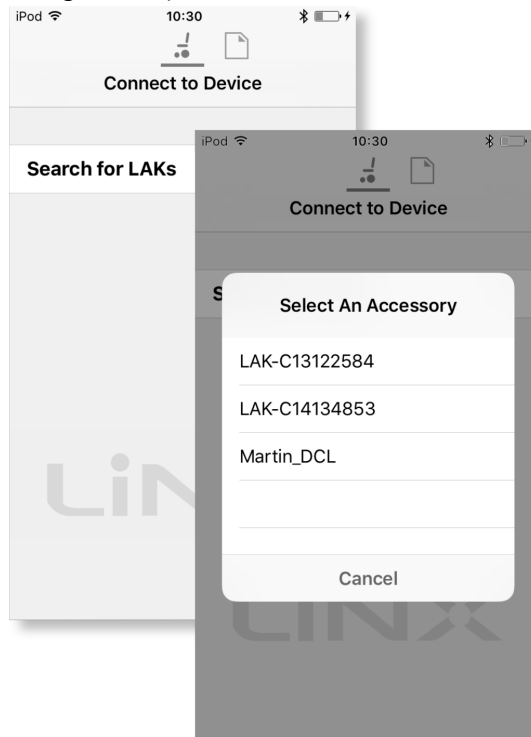 iPod 10:30
Connect to Device
Search for LAKs
LiN
iPod 10:30
Connect to Device
S
Select An Accessory
LAK-C13122584
LAK-C14134853
Martin_DCL
Cancel
LiNX